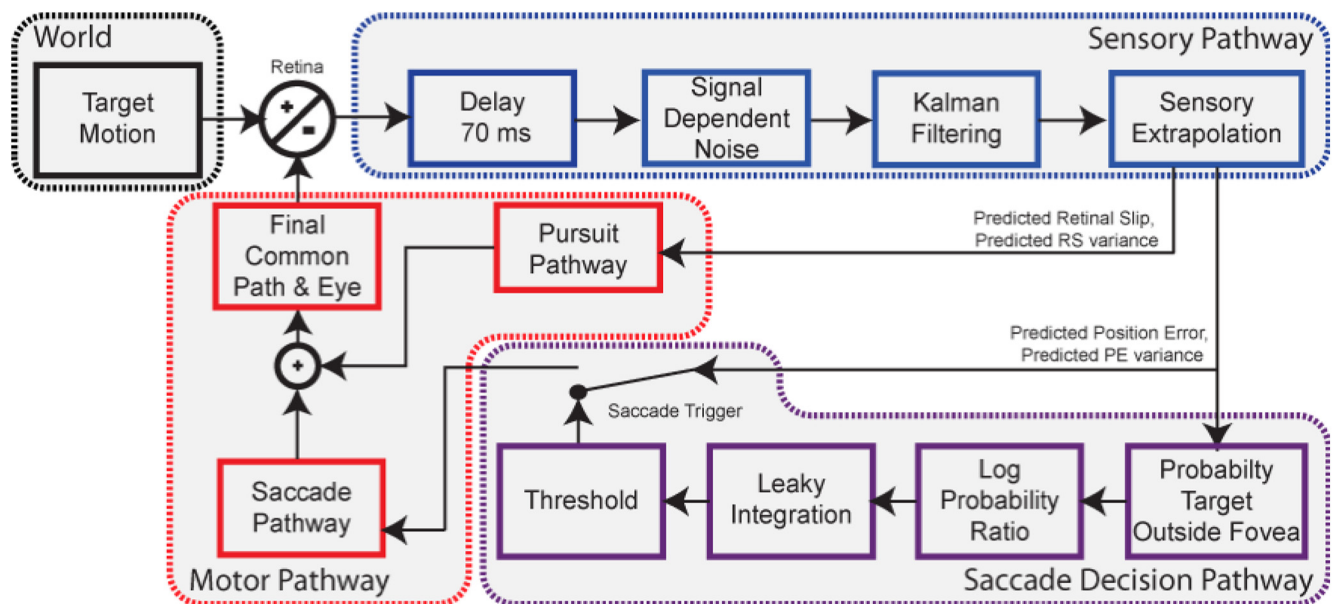 World
Sensory Pathway
Retina
Target
Motion
+
-
Delay
70 ms
Signal
Dependent
Noise
Kalman
Filtering
Sensory
Extrapolation
Final
Common
Path & Eye
Pursuit
Pathway
Predicted Retinal Slip,
Predicted RS variance
Predicted Position Error,
Predicted PE variance
+
Saccade Trigger
Saccade
Pathway
Threshold
Leaky
Integration
Log
Probability
Ratio
Probabilty
Target
Outside Fovea
Motor Pathway
Saccade Decision Pathway